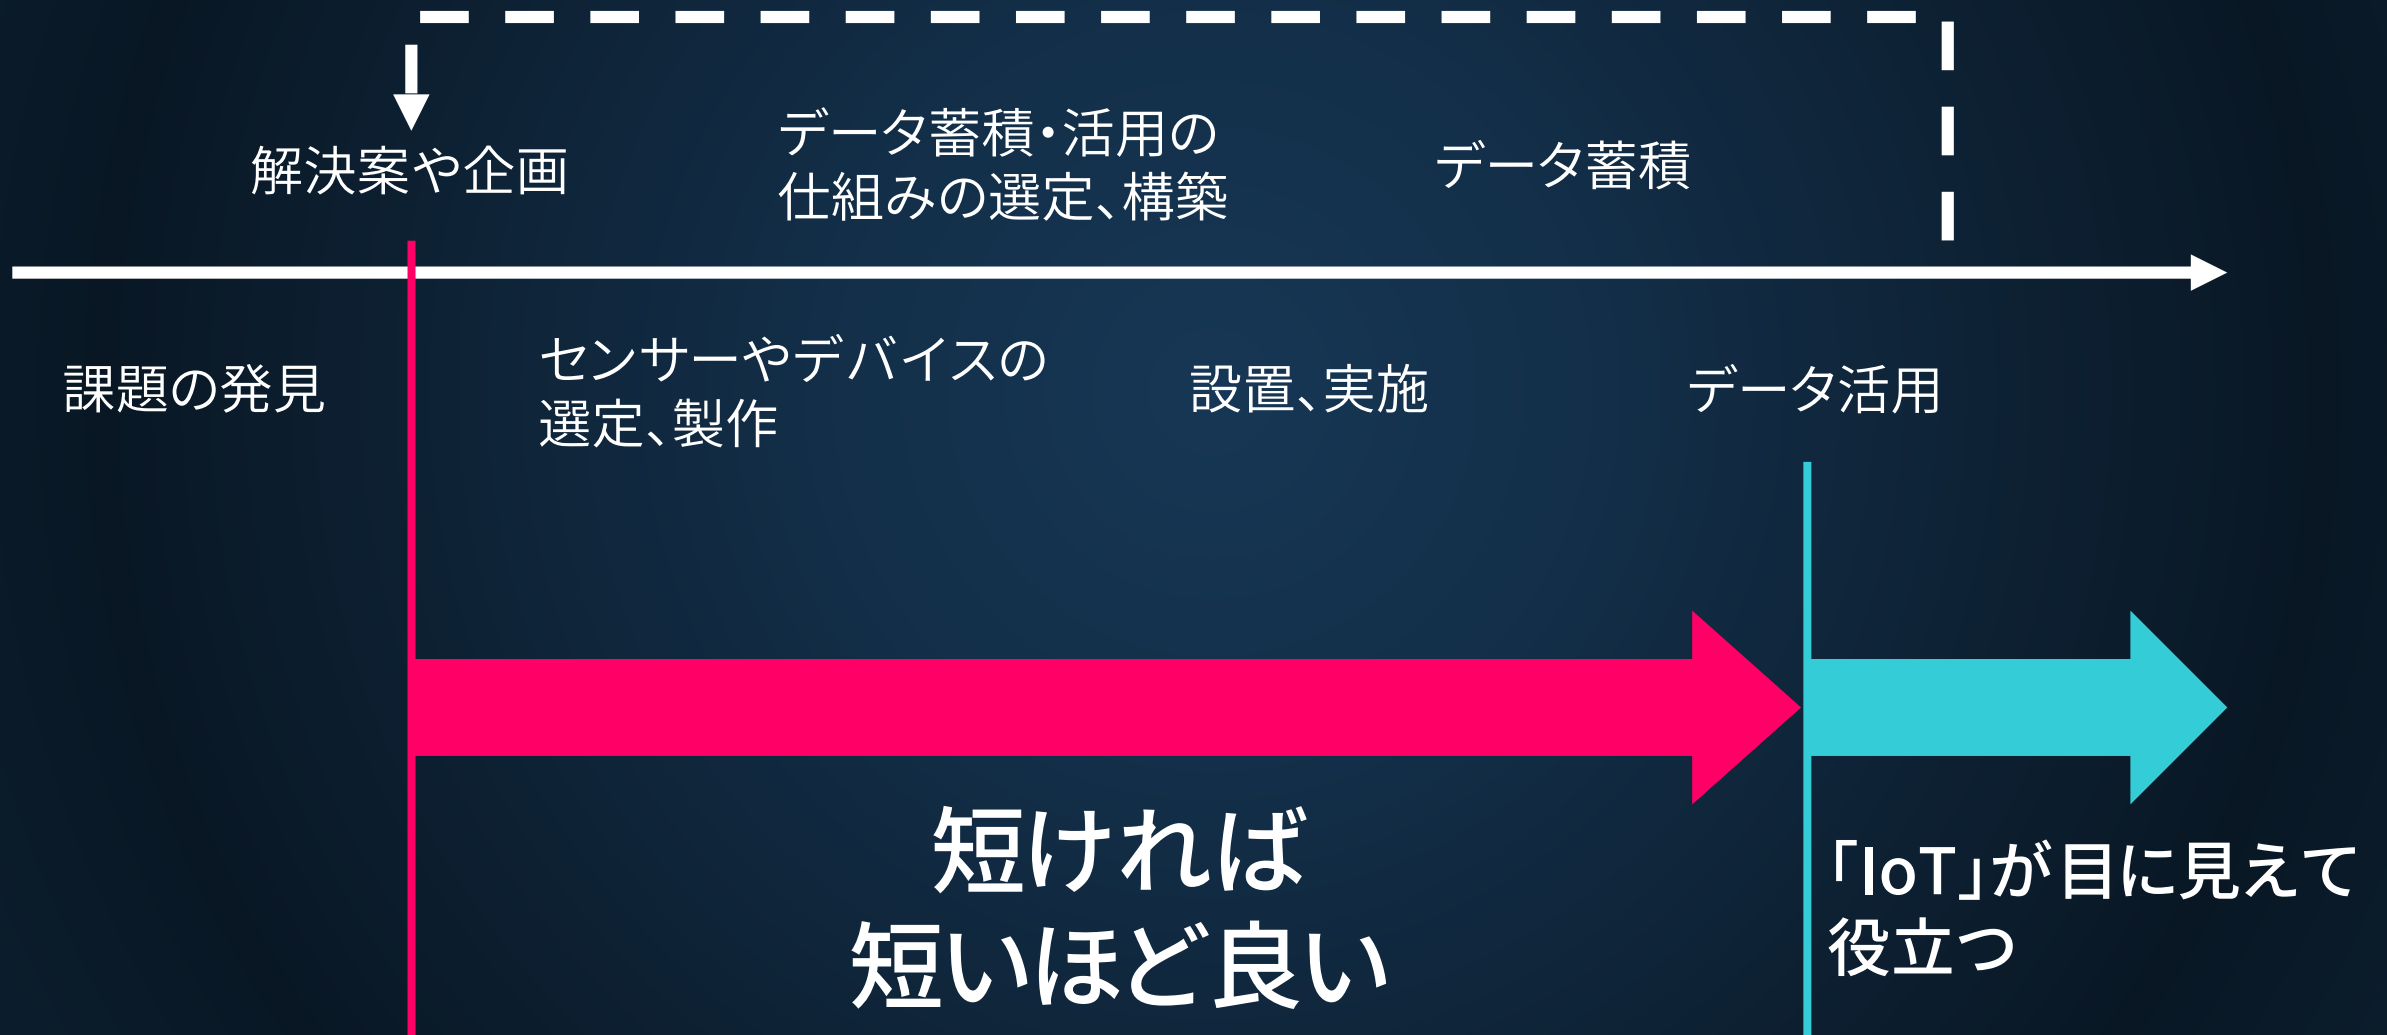 解決案や企画
データ蓄積・活用の
仕組みの選定、構築
データ蓄積
課題の発見
センサーやデバイスの
選定、製作
設置、実施
データ活用
短ければ
短いほど良い
「IoT」が目に見えて
役立つ